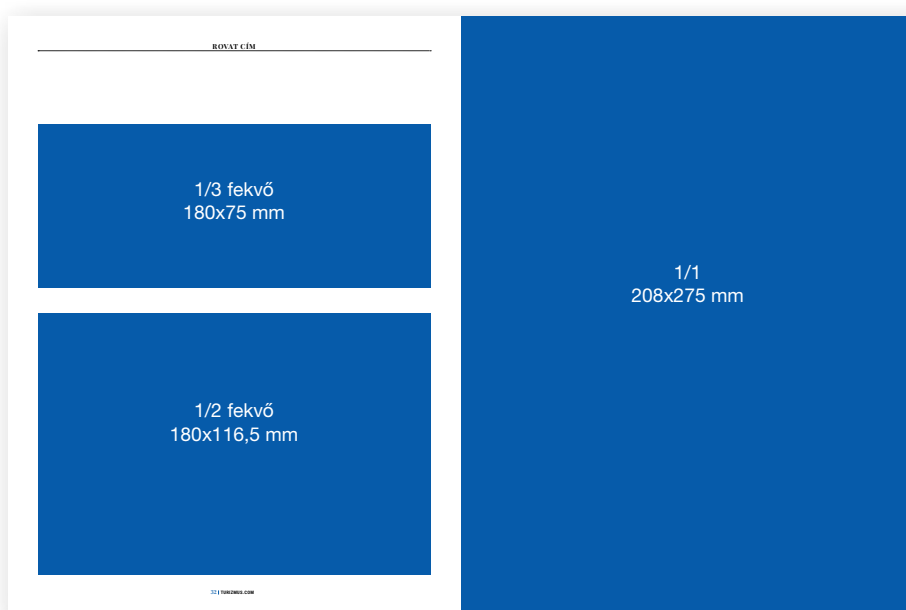 ROVAT CÍM
1/3 fekvő
180x75 mm
1/2 fekvő
180x116,5 mm
32 | TURIZMUS.COM
1/1
208x275 mm